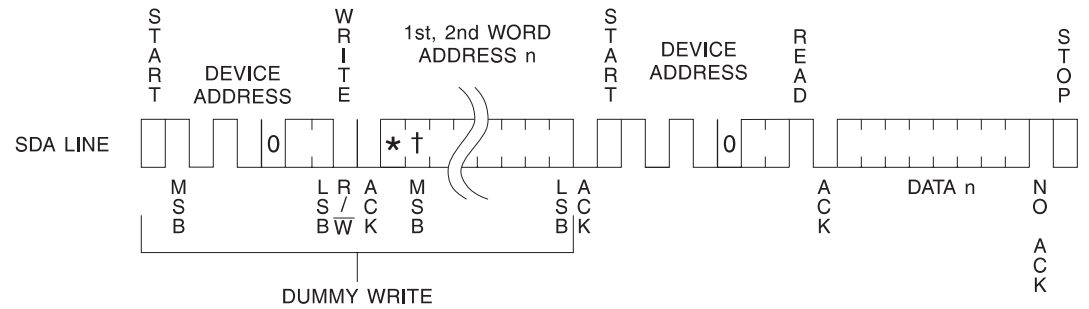 START
WRITE
1st, 2nd WORD
ADDRESS n
START
DEVICE
ADDRESS
READ
STOP
DEVICE
ADDRESS
SDA LINE
0
* †
0
MSB
LSB
R/W
ACK
MSB
LSB
ACK
ACK
DATA n
NO ACK
DUMMY WRITE